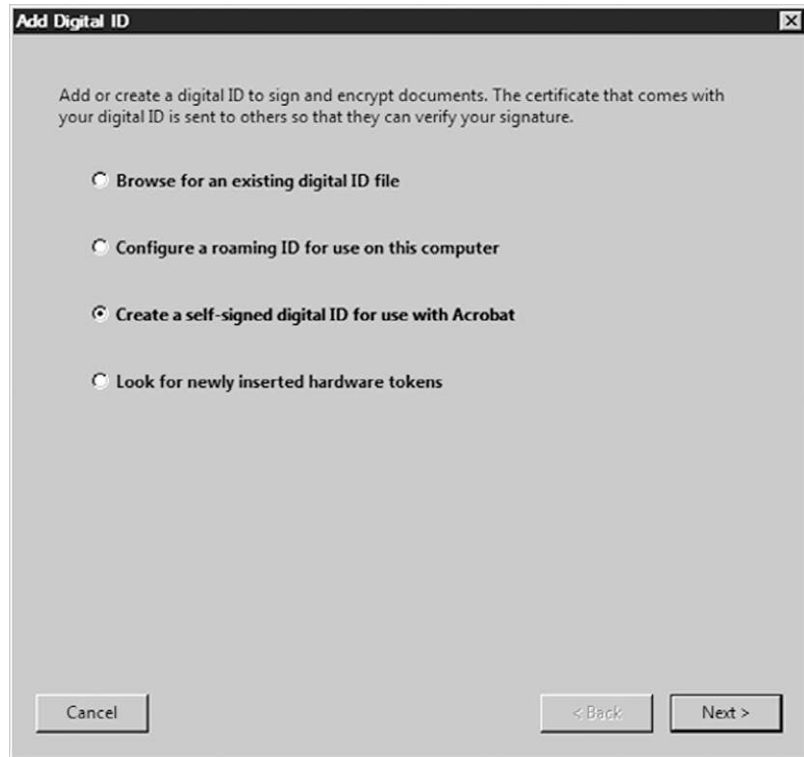 Add Digital ID
Add or create a digital ID to sign and encrypt documents. The certificate that comes with
your digital ID is sent to others so that they can verify your signature.
Browse for an existing digital ID file
Configure a roaming ID for use on this computer
Create a self-signed digital ID for use with Acrobat
Look for newly inserted hardware tokens
Cancel
< Back
Next >